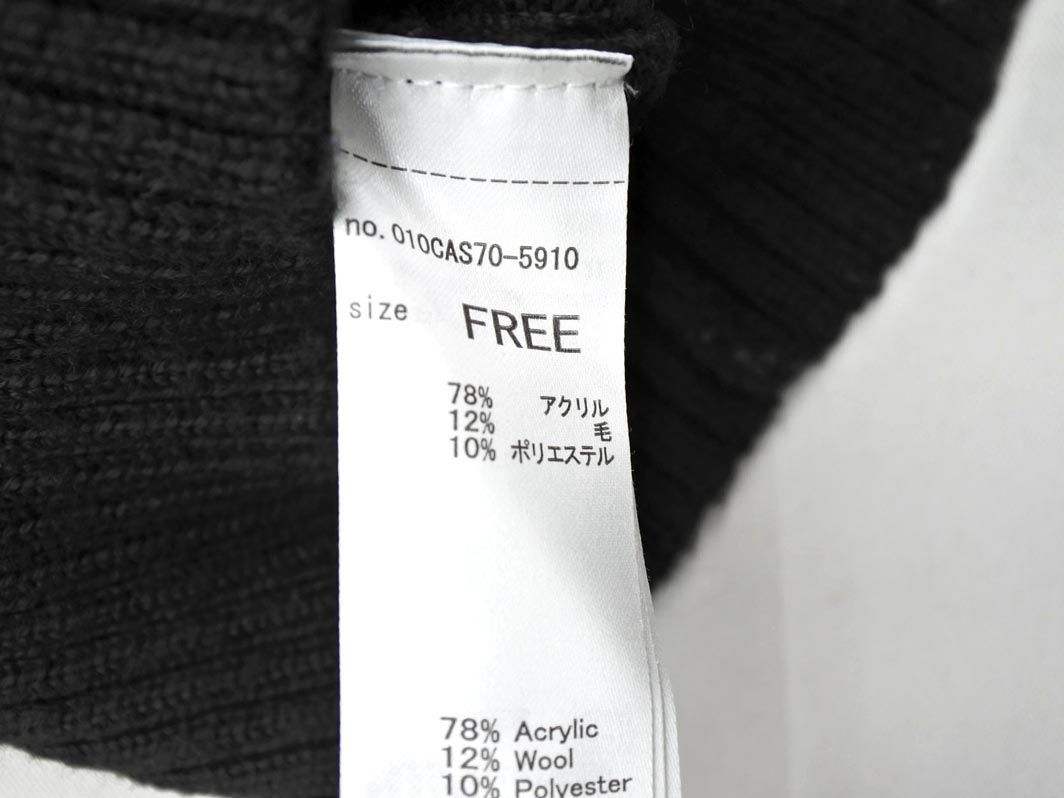 no. 010CAS70-5910
size FREE
78% アクリル
12% 毛
10% ポリエステル
78% Acrylic
12% Wool
10% Polyester